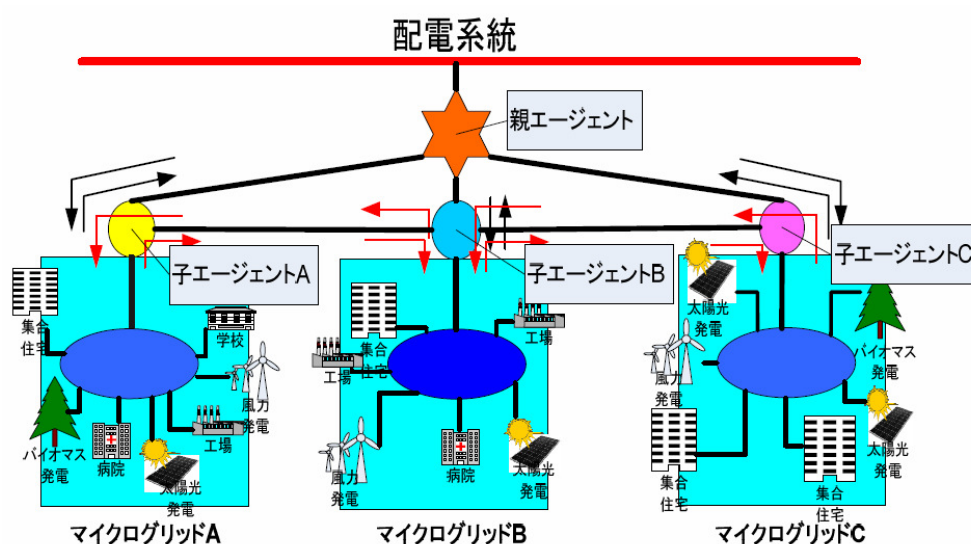 配電系統
親エージェント
子エージェントA
子エージェントB
子エージェントC
集合
住宅
学校
風力
発電
工場
太陽光
発電
病院
バイオマス
発電
マイクログリッドA
集合
住宅
工場
工場
風力
発電
病院
太陽光
発電
マイクログリッドB
太陽光
発電
バイオマス
発電
風力
発電
太陽光
発電
集合
住宅
集合
住宅
マイクログリッドC